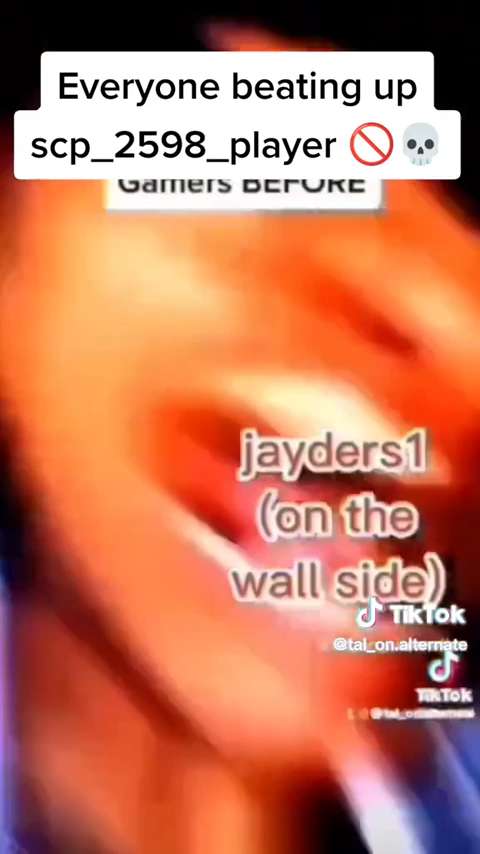 Everyone beating up
scp_2598_player 🚫💀
Gamers BEFORE
jayders1
(on the
wall side)
TikTok
@tal_on.alternate
TikTok